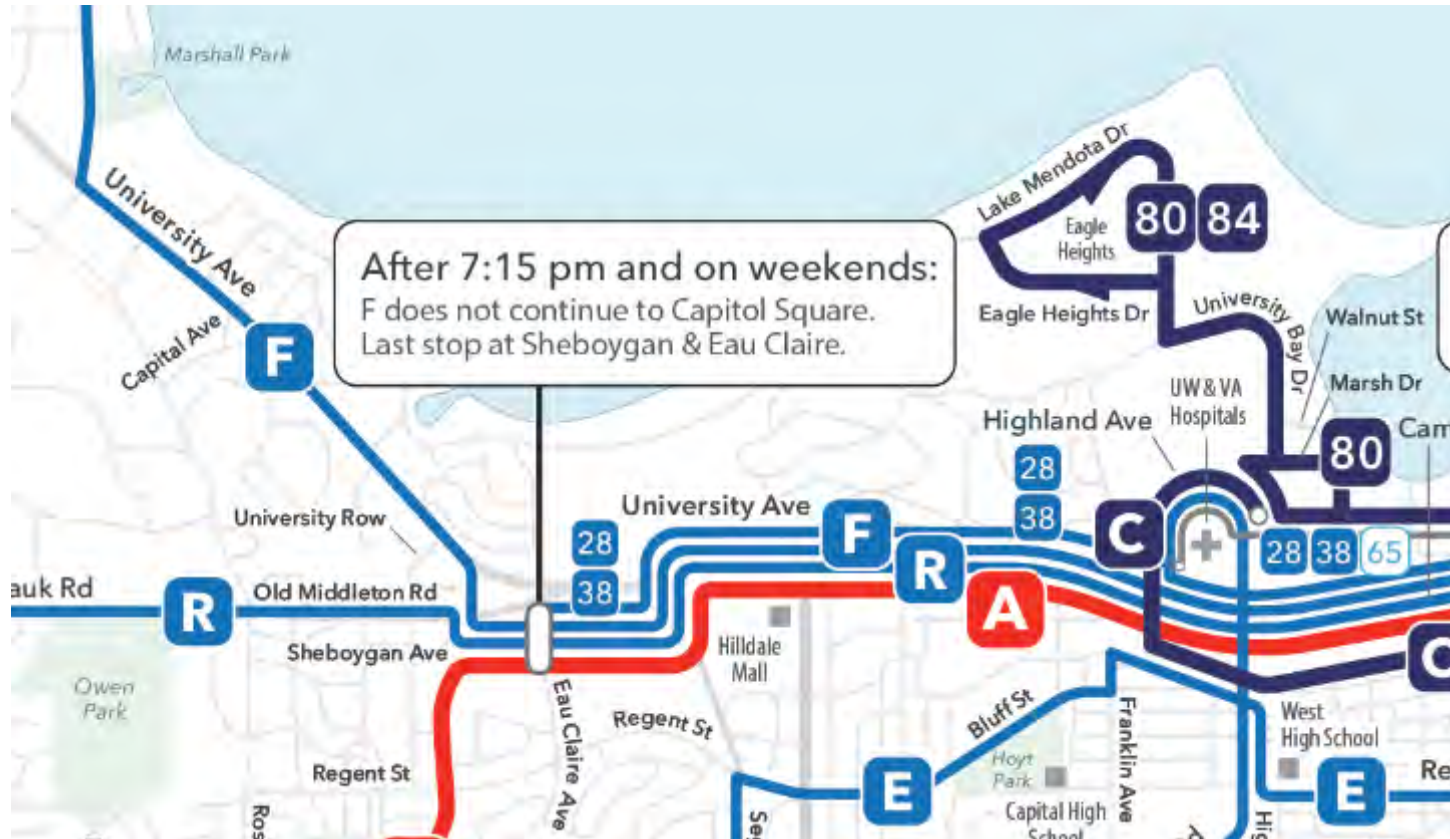 Marshall Park
University Ave
Capital Ave
F
After 7:15 pm and on weekends:
F does not continue to Capitol Square.
Last stop at Sheboygan & Eau Claire.
Lake Mendota Dr
Eagle
Heights
80 84
Eagle Heights Dr
University Bay Dr
Walnut St
Marsh Dr
UW & VA
Hospitals
Highland Ave
80
28
38
University Ave
F
C
University Row
28
38
28 38 65
auk Rd
R
Old Middleton Rd
R
A
Sheboygan Ave
Hilldale
Mall
Owen
Park
Eau Claire Ave
Regent St
Bluff St
Franklin Ave
West
High School
Regent St
Hoyt
Park
E
E
Capital High
School